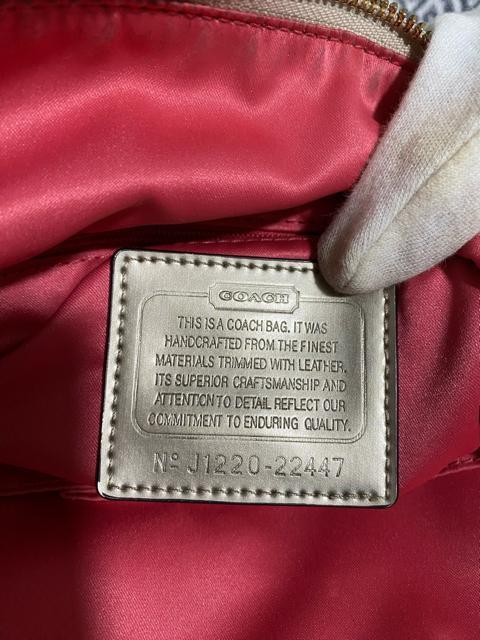 COACH
THIS IS A COACH BAG. IT WAS
HANDCRAFTED FROM THE FINEST
MATERIALS TRIMMED WITH LEATHER.
ITS SUPERIOR CRAFTSMANSHIP AND
ATTENTION TO DETAIL REFLECT OUR
COMMITMENT TO ENDURING QUALITY.
Nº J1220-22447